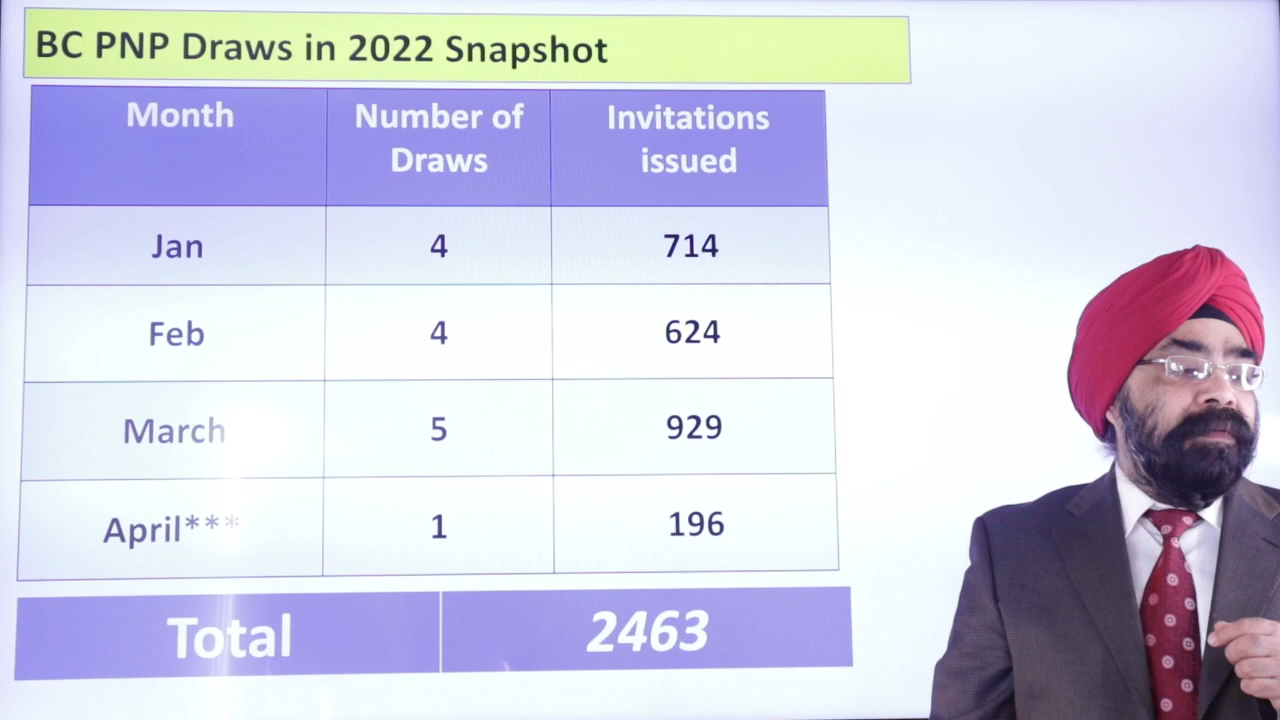 BC PNP Draws in 2022 Snapshot
Month Number of Draws Invitations issued
Jan 4 714
Feb 4 624
March 5 929
April*** 1 196
Total 2463